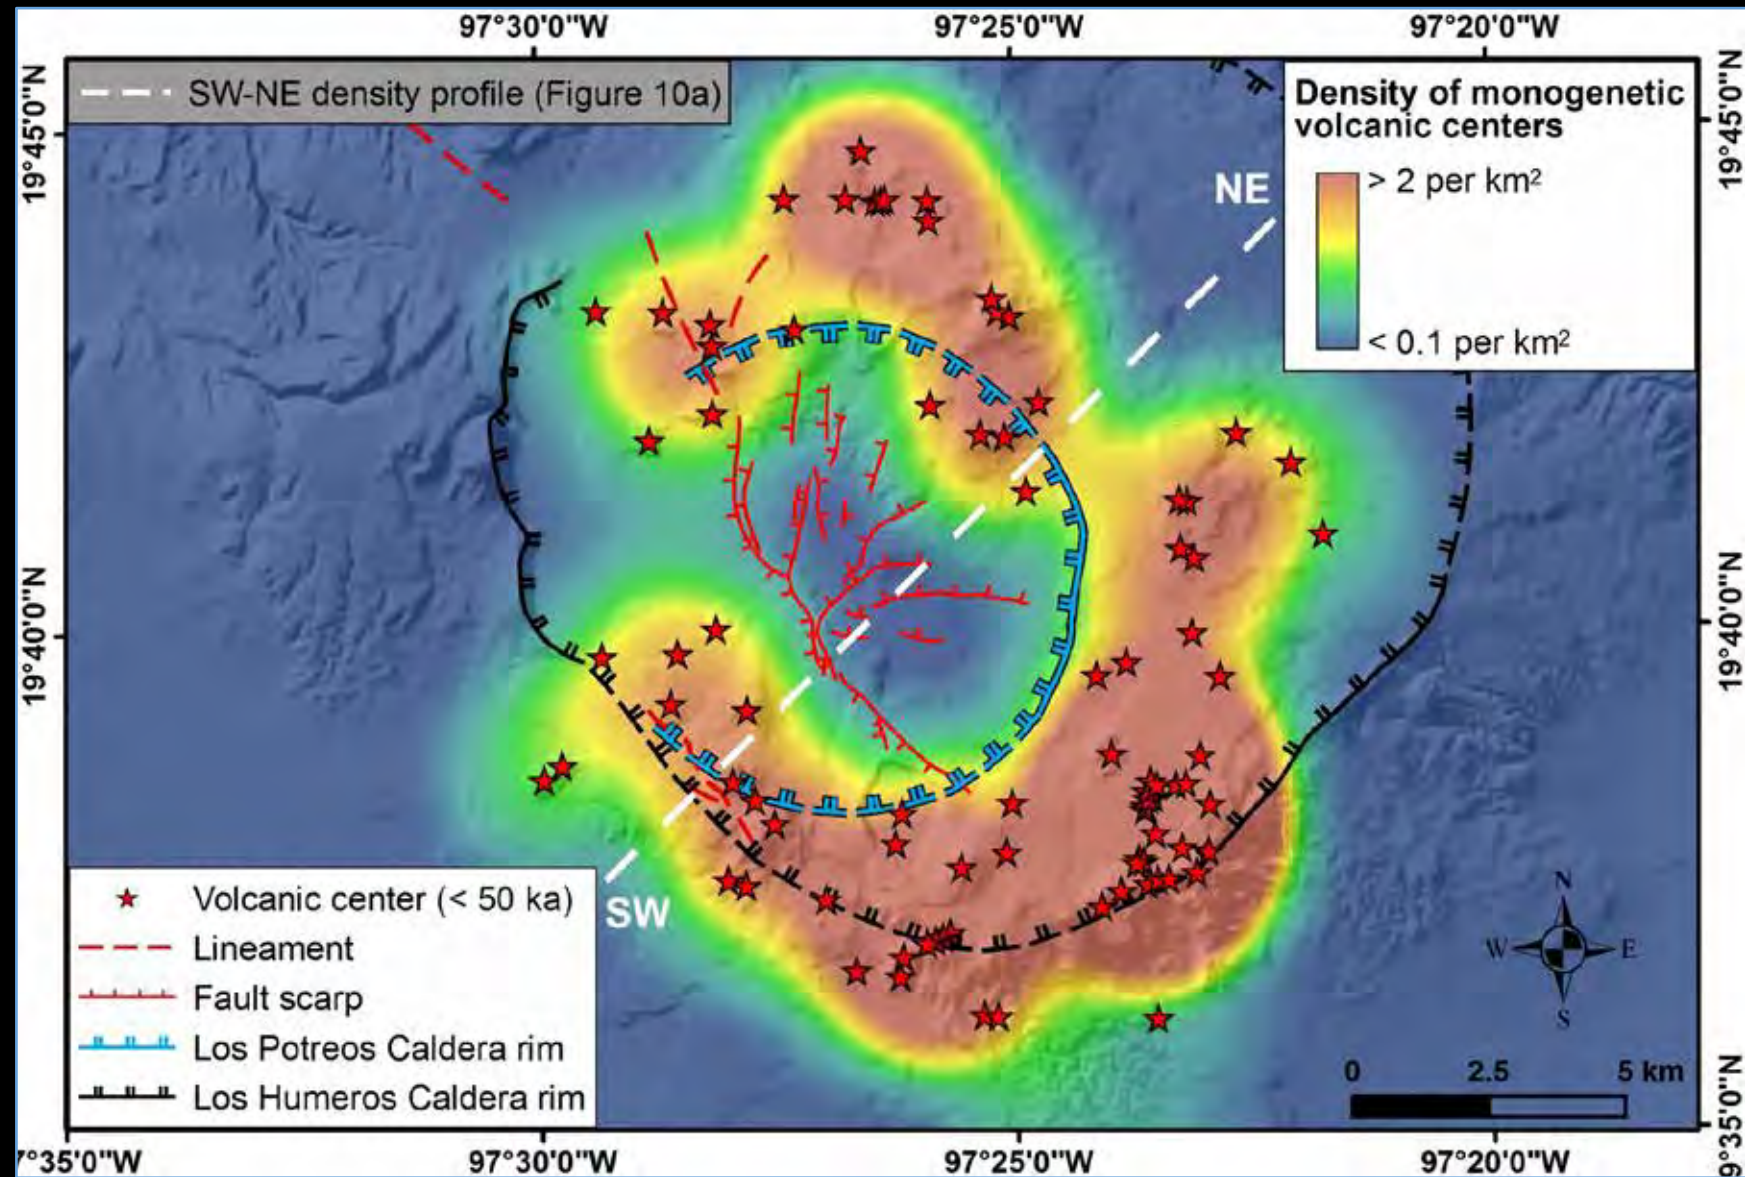 97°30'0"W 97°25'0"W 97°20'0"W
SW-NE density profile (Figure 10a)
Density of monogenetic
volcanic centers
> 2 per km²
< 0.1 per km²
19°45'0"N
19°45'0"N
NE
19°40'0"N
19°40'0"N
SW
Volcanic center (< 50 ka)
Lineament
Fault scarp
Los Potreos Caldera rim
Los Humeros Caldera rim
N
W E
S
0 2.5 5 km
19°35'0"N
7°35'0"W 97°30'0"W 97°25'0"W 97°20'0"W